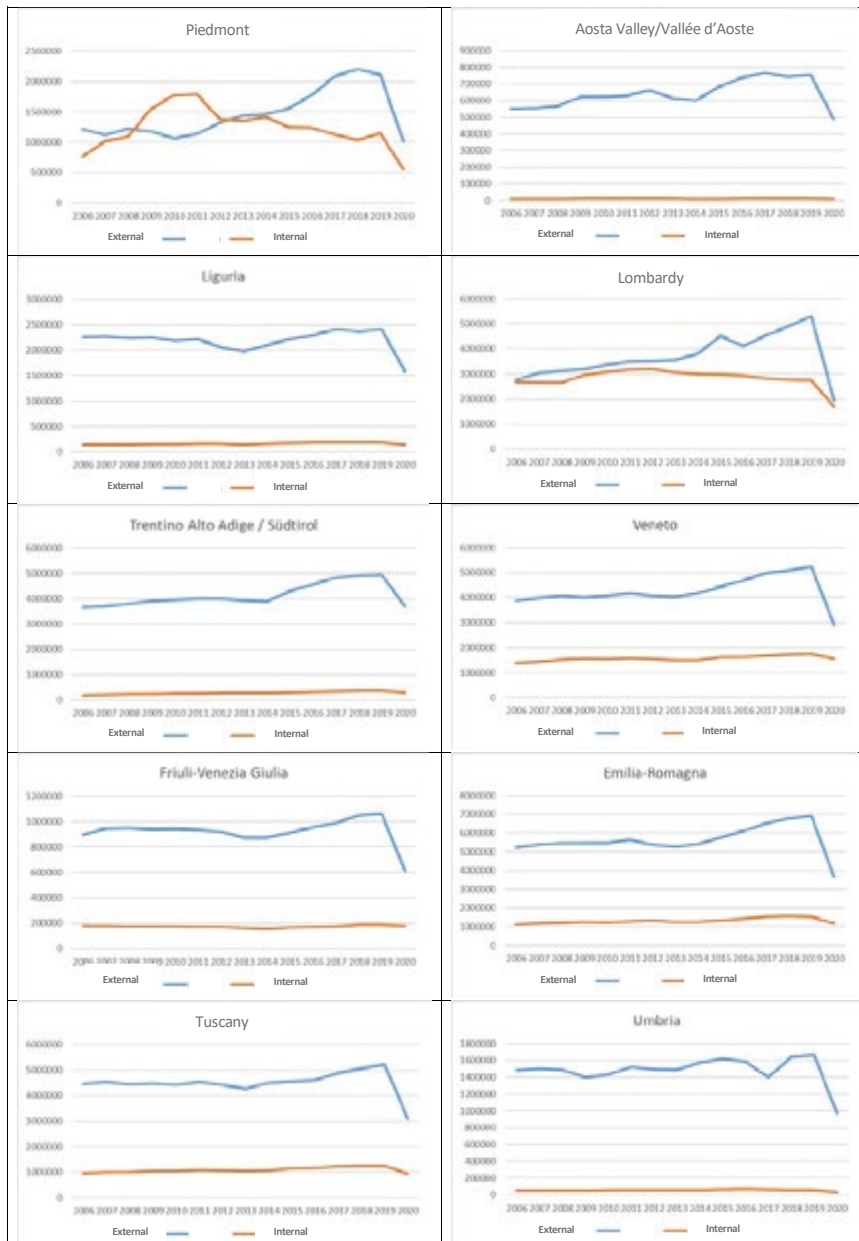 Piedmont
2500000
2000000
1500000
1000000
500000
0
2006 2007 2008 2009 2010 2011 2012 2013 2014 2015 2016 2017 2018 2019 2020
External Internal
Aosta Valley/Vallée d’Aoste
900000
800000
700000
600000
500000
400000
300000
200000
100000
0
2006 2007 2008 2009 2010 2011 2012 2013 2014 2015 2016 2017 2018 2019 2020
External Internal
Liguria
3000000
2500000
2000000
1500000
1000000
500000
0
2006 2007 2008 2009 2010 2011 2012 2013 2014 2015 2016 2017 2018 2019 2020
External Internal
Lombardy
6000000
5000000
4000000
3000000
2000000
1000000
0
2006 2007 2008 2009 2010 2011 2012 2013 2014 2015 2016 2017 2018 2019 2020
External Internal
Trentino Alto Adige / Südtirol
6000000
5000000
4000000
3000000
2000000
1000000
0
2006 2007 2008 2009 2010 2011 2012 2013 2014 2015 2016 2017 2018 2019 2020
External Internal
Veneto
6000000
5000000
4000000
3000000
2000000
1000000
0
2006 2007 2008 2009 2010 2011 2012 2013 2014 2015 2016 2017 2018 2019 2020
External Internal
Friuli-Venezia Giulia
1200000
1000000
800000
600000
400000
200000
0
2006 2007 2008 2009 2010 2011 2012 2013 2014 2015 2016 2017 2018 2019 2020
External Internal
Emilia-Romagna
8000000
7000000
6000000
5000000
4000000
3000000
2000000
1000000
0
2006 2007 2008 2009 2010 2011 2012 2013 2014 2015 2016 2017 2018 2019 2020
External Internal
Tuscany
6000000
5000000
4000000
3000000
2000000
1000000
0
2006 2007 2008 2009 2010 2011 2012 2013 2014 2015 2016 2017 2018 2019 2020
External Internal
Umbria
1800000
1600000
1400000
1200000
1000000
800000
600000
400000
200000
0
2006 2007 2008 2009 2010 2011 2012 2013 2014 2015 2016 2017 2018 2019 2020
External Internal